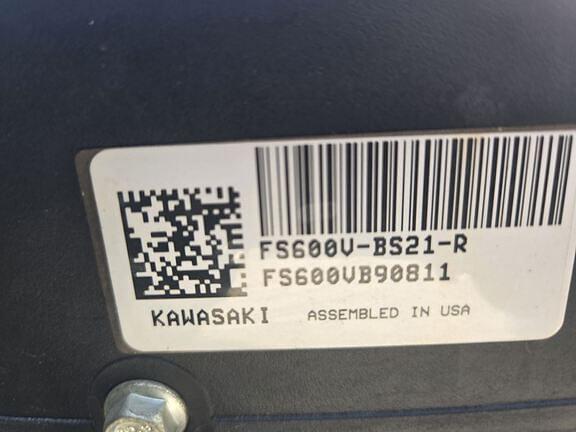 FS600V-BS21-R
FS600VB90811
KAWASAKI ASSEMBLED IN USA